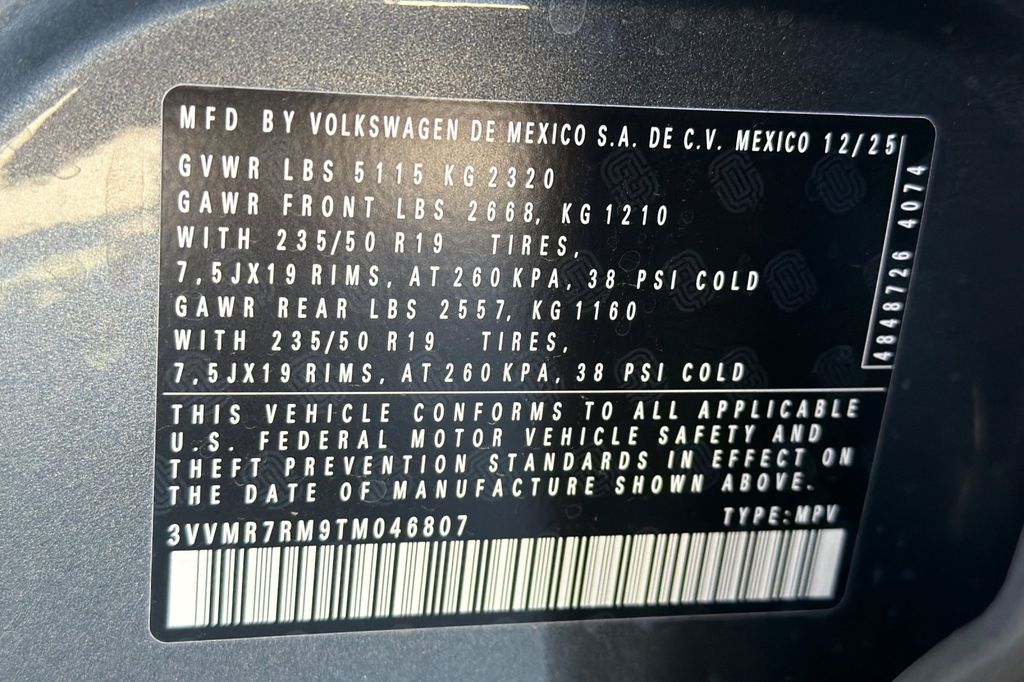 MFD BY VOLKSWAGEN DE MEXICO S.A. DE C.V. MEXICO 12/25
GVWR LBS 5115 KG 2320
GAWR FRONT LBS 2668, KG 1210
WITH 235/50 R19 TIRES,
7,5JX19 RIMS, AT 260 KPA, 38 PSI COLD
GAWR REAR LBS 2557, KG 1160
WITH 235/50 R19 TIRES,
7,5JX19 RIMS, AT 260 KPA, 38 PSI COLD
4848726 4074
THIS VEHICLE CONFORMS TO ALL APPLICABLE
U.S. FEDERAL MOTOR VEHICLE SAFETY AND
THEFT PREVENTION STANDARDS IN EFFECT ON
THE DATE OF MANUFACTURE SHOWN ABOVE.
3VVMR7RM9TM046807 TYPE:MPV